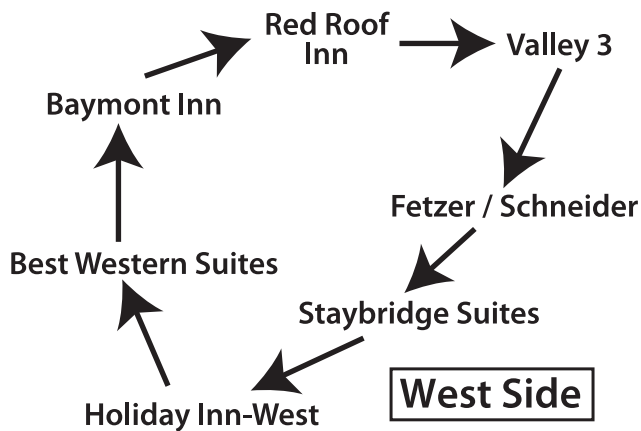 Red Roof
Inn
Valley 3
Baymont Inn
Fetzer / Schneider
Best Western Suites
Staybridge Suites
West Side
Holiday Inn-West